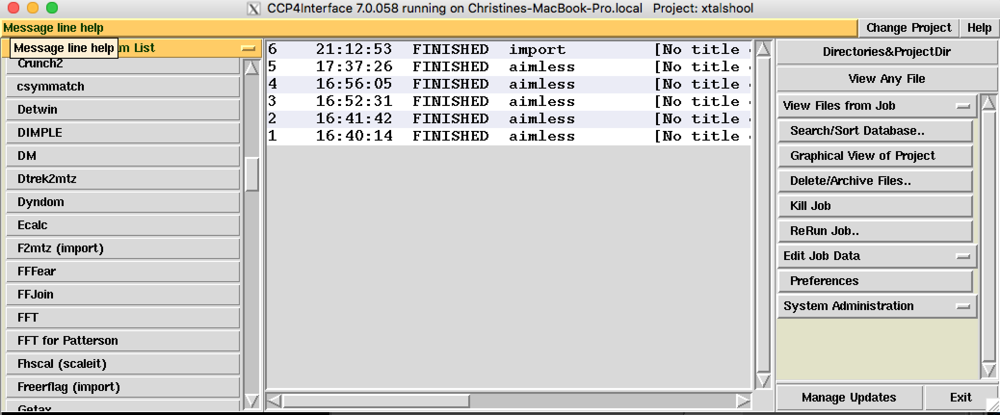 X CCP4Interface 7.0.058 running on Christines-MacBook-Pro.local Project: xtalshool
Message line help
Change Project
Help
Message line help
m List
Crunch2
csymmatch
Detwin
DIMPLE
DM
Dtrek2mtz
Dyndom
Ecalc
F2mtz (import)
FFFear
FFJoin
FFT
FFT for Patterson
Fhscal (scaleit)
Freerflag (import)
Getax
6 21:12:53 FINISHED import [No title
5 17:37:26 FINISHED aimless [No title
4 16:56:05 FINISHED aimless [No title
3 16:52:31 FINISHED aimless [No title
2 16:41:42 FINISHED aimless [No title
1 16:40:14 FINISHED aimless [No title
Directories&ProjectDir
View Any File
View Files from Job
Search/Sort Database..
Graphical View of Project
Delete/Archive Files..
Kill Job
ReRun Job..
Edit Job Data
Preferences
System Administration
Manage Updates
Exit